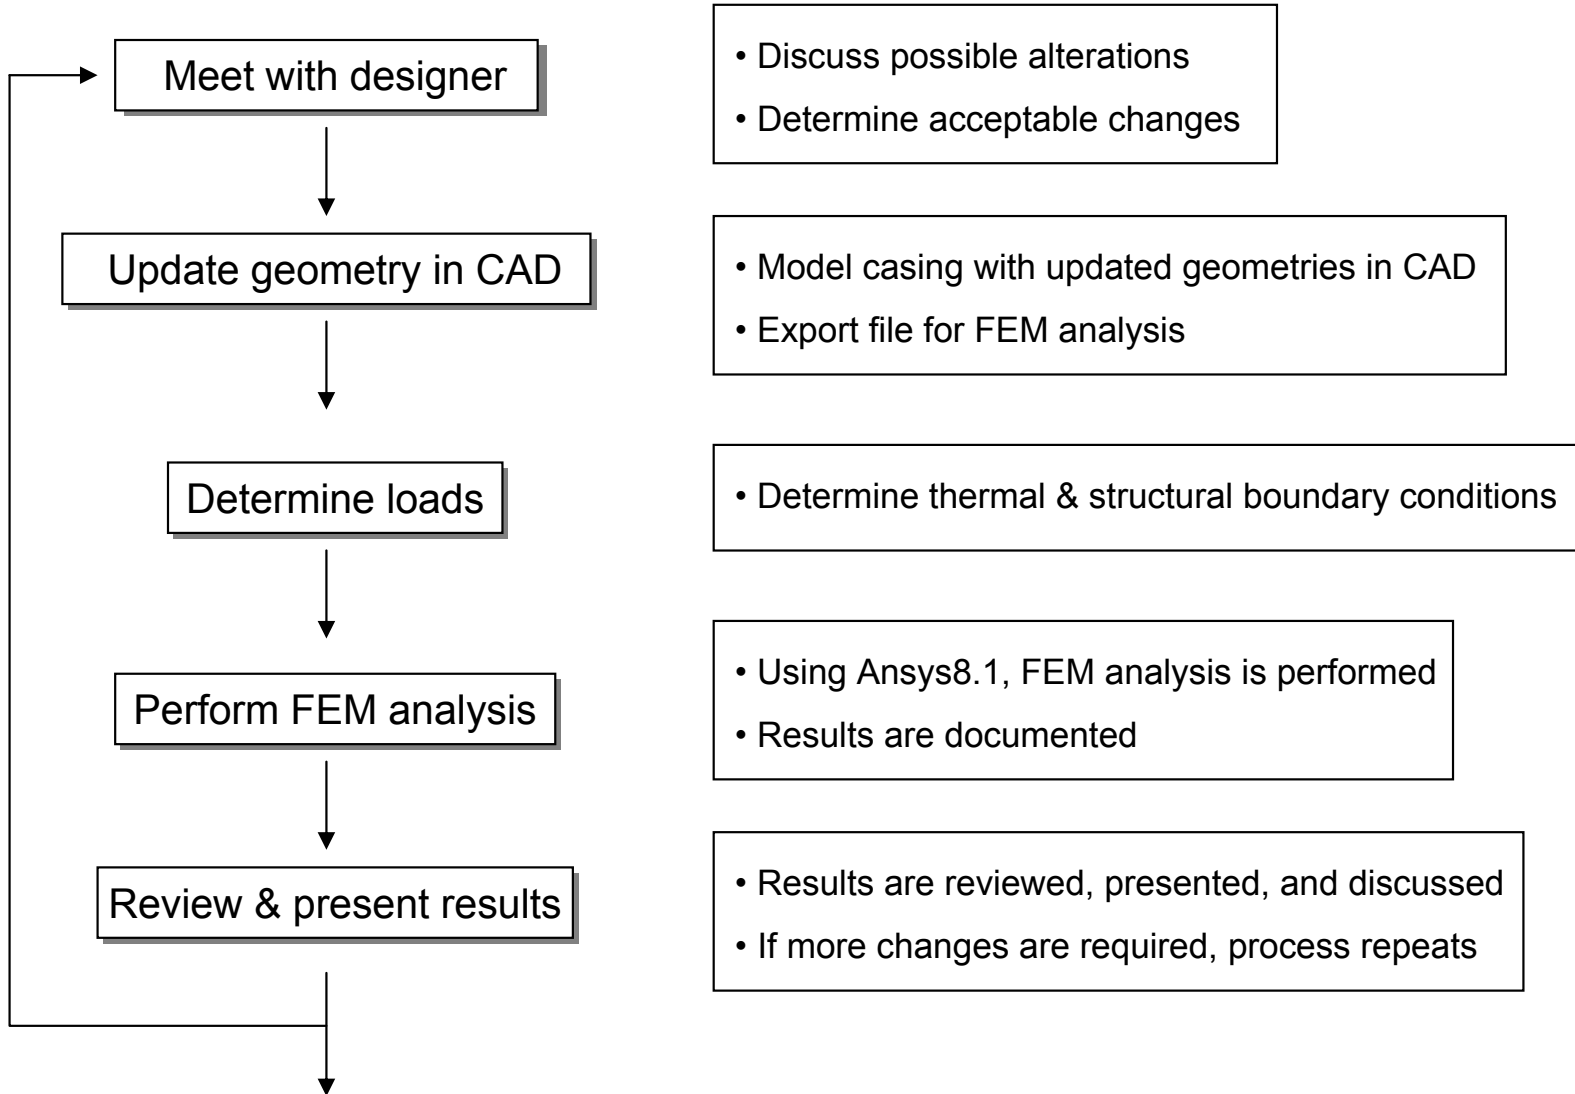 Meet with designer
• Discuss possible alterations
• Determine acceptable changes
Update geometry in CAD
• Model casing with updated geometries in CAD
• Export file for FEM analysis
Determine loads
• Determine thermal & structural boundary conditions
Perform FEM analysis
• Using Ansys8.1, FEM analysis is performed
• Results are documented
Review & present results
• Results are reviewed, presented, and discussed
• If more changes are required, process repeats